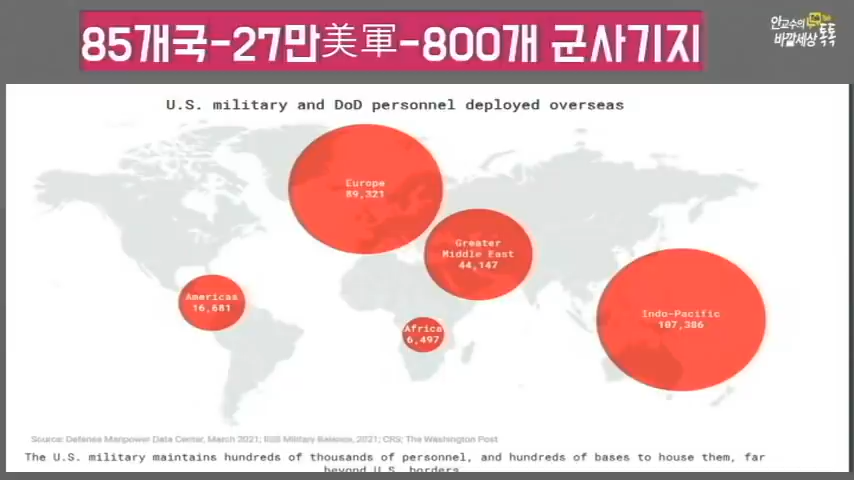 85개국-27만美軍-800개 군사기지
안교수의
바깥세상 톡톡
U.S. military and DoD personnel deployed overseas
Europe
89,321
Greater
Middle East
44,147
Americas
16,681
Indo-Pacific
107,386
Africa
6,497
Source: Defense Manpower Data Center, March 2021; IISS Military Balance, 2021; CRS; The Washington Post
The U.S. military maintains hundreds of thousands of personnel, and hundreds of bases to house them, far
beyond U.S. borders